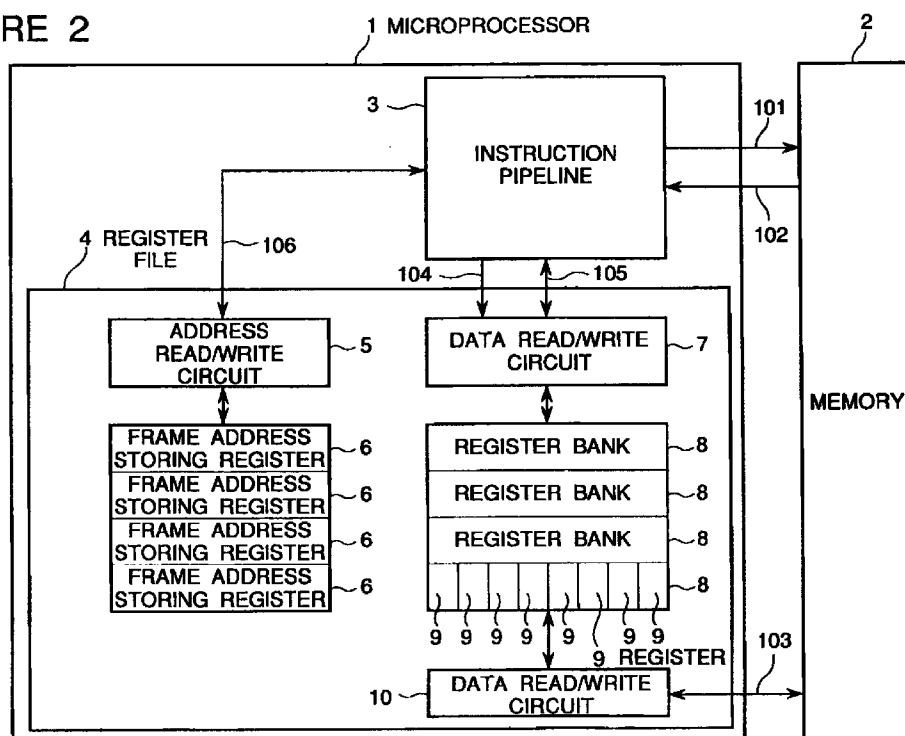 RE 2
1 MICROPROCESSOR
2
3
INSTRUCTION
PIPELINE
101
102
4 REGISTER
FILE
106
104
105
ADDRESS
READ/WRITE
CIRCUIT
5
DATA READ/WRITE
CIRCUIT
7
MEMORY
FRAME ADDRESS
STORING REGISTER
6
FRAME ADDRESS
STORING REGISTER
6
FRAME ADDRESS
STORING REGISTER
6
FRAME ADDRESS
STORING REGISTER
6
REGISTER BANK
8
REGISTER BANK
8
REGISTER BANK
8
8
9 9 9 9 9 9 9
9 REGISTER
103
10
DATA READ/WRITE
CIRCUIT